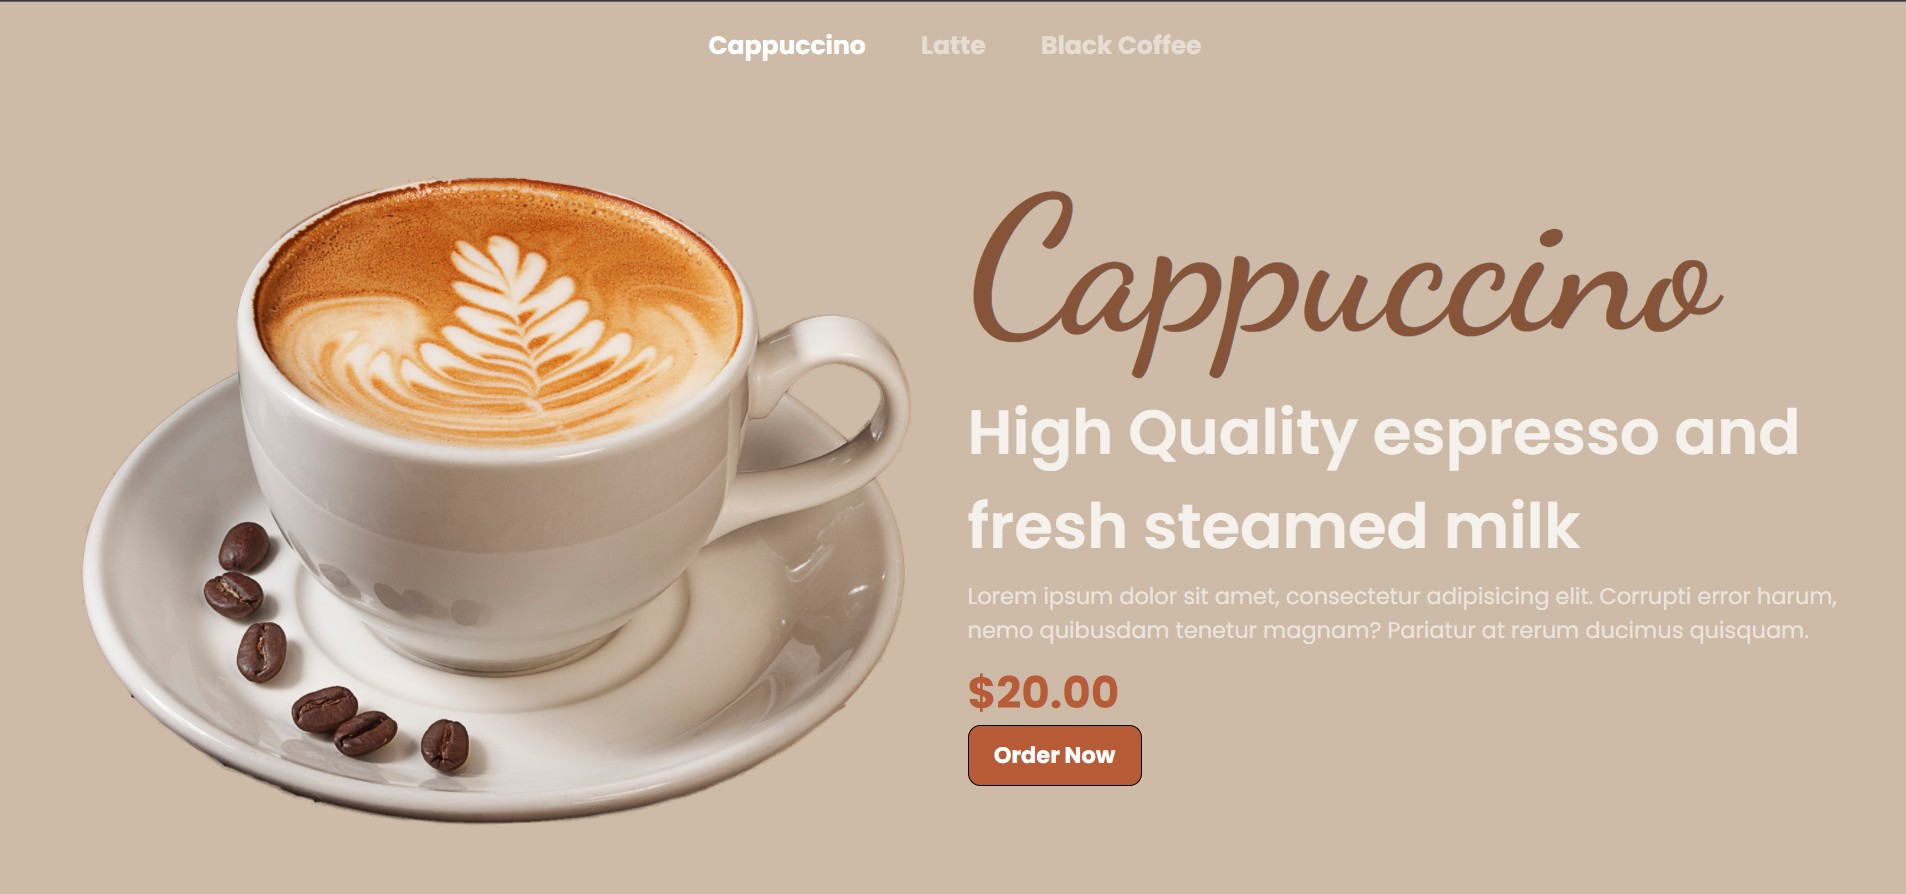 Cappuccino Latte Black Coffee
Cappuccino
High Quality espresso and
fresh steamed milk
Lorem ipsum dolor sit amet, consectetur adipisicing elit. Corrupti error harum,
nemo quibusdam tenetur magnam? Pariatur at rerum ducimus quisquam.
$20.00
Order Now